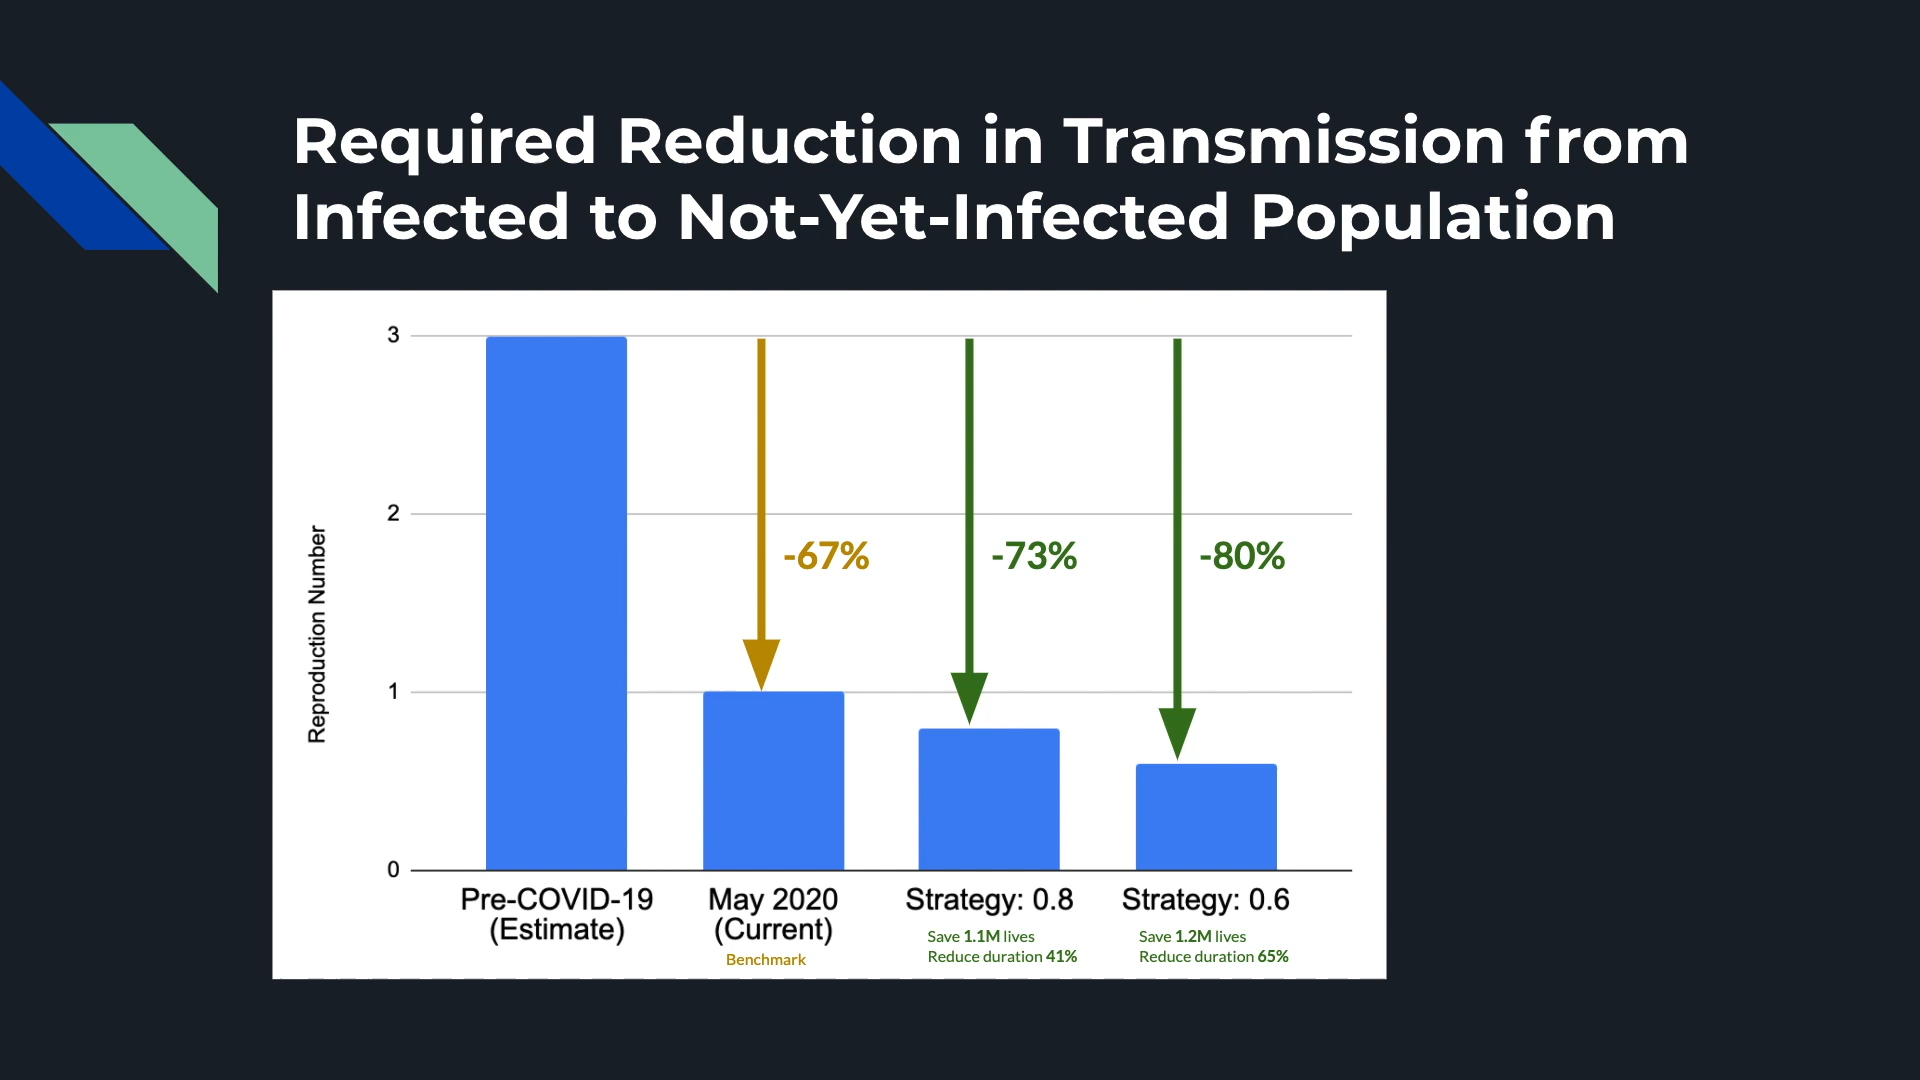 Required Reduction in Transmission from
Infected to Not-Yet-Infected Population
Reproduction Number
3
2
1
0
-67%
-73%
-80%
Pre-COVID-19
(Estimate)
May 2020
(Current)
Benchmark
Strategy: 0.8
Save 1.1M lives
Reduce duration 41%
Strategy: 0.6
Save 1.2M lives
Reduce duration 65%